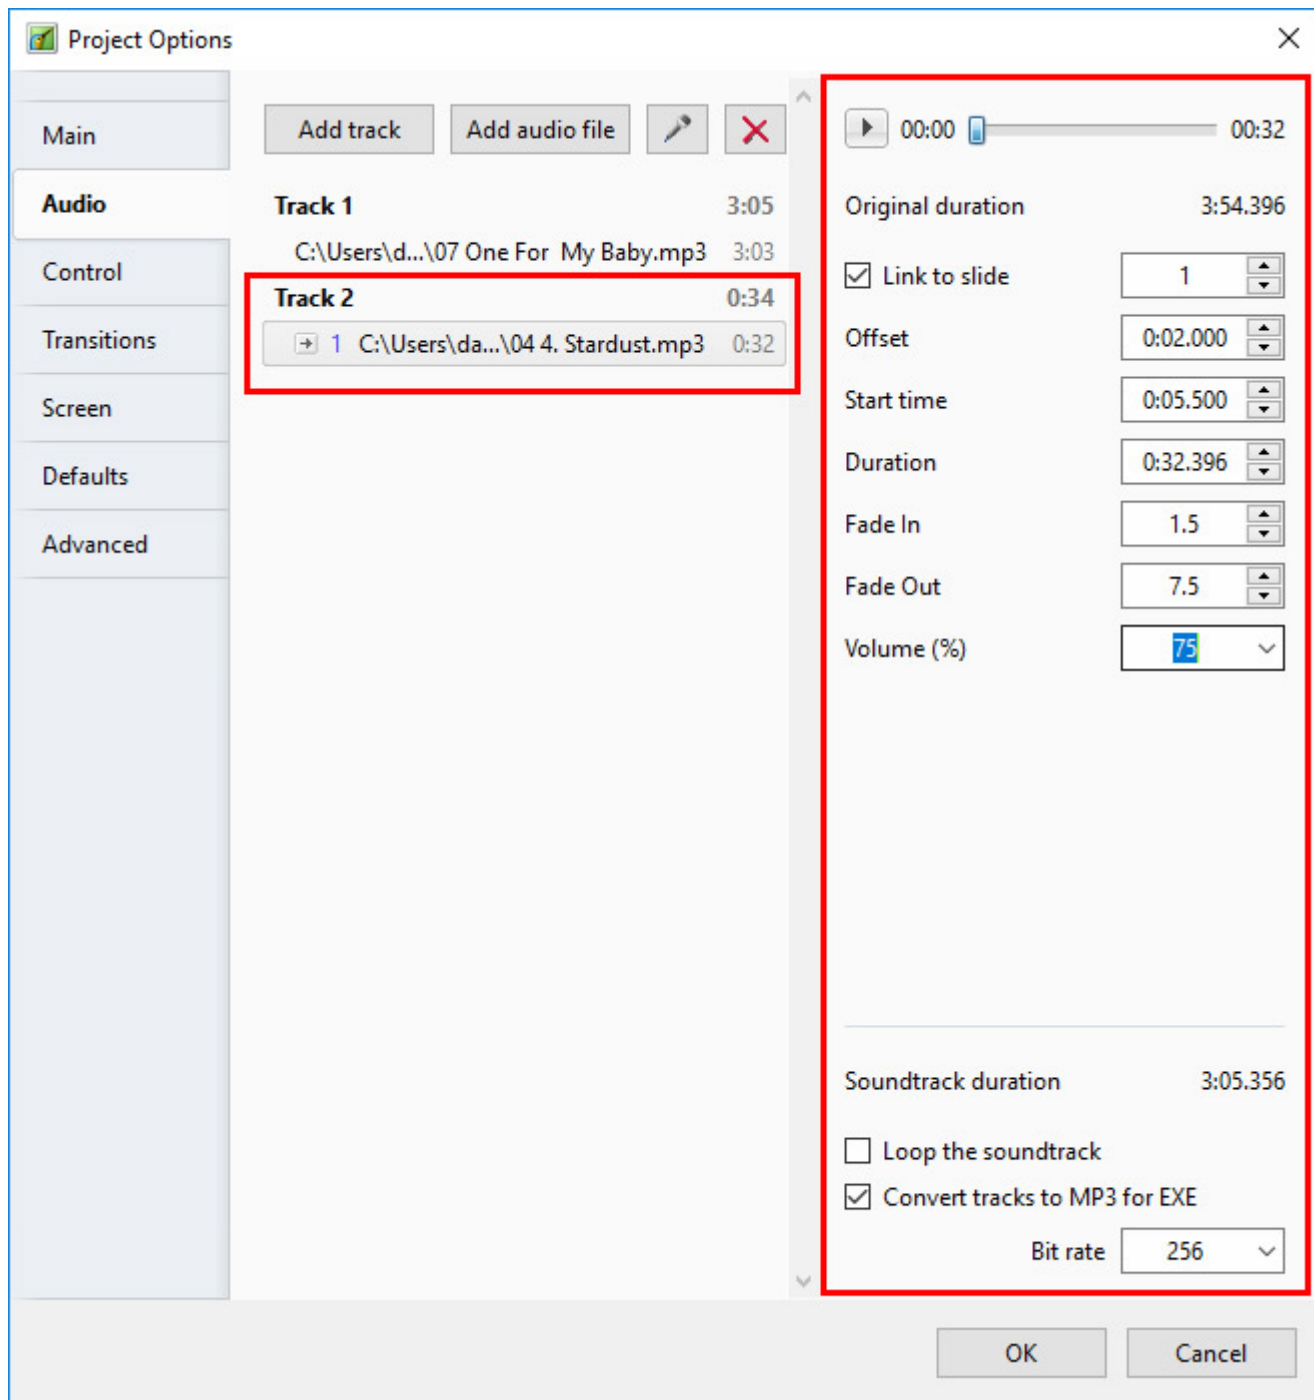 Project Options
Main
Audio
Control
Transitions
Screen
Defaults
Advanced
Add track Add audio file
Track 1 3:05
C:\Users\d...\07 One For  My Baby.mp3 3:03
Track 2 0:34
1 C:\Users\da...\04 4. Stardust.mp3 0:32
00:00 00:32
Original duration 3:54.396
Link to slide 1
Offset 0:02.000
Start time 0:05.500
Duration 0:32.396
Fade In 1.5
Fade Out 7.5
Volume (%) 75
Soundtrack duration 3:05.356
Loop the soundtrack
Convert tracks to MP3 for EXE
Bit rate 256
OK Cancel